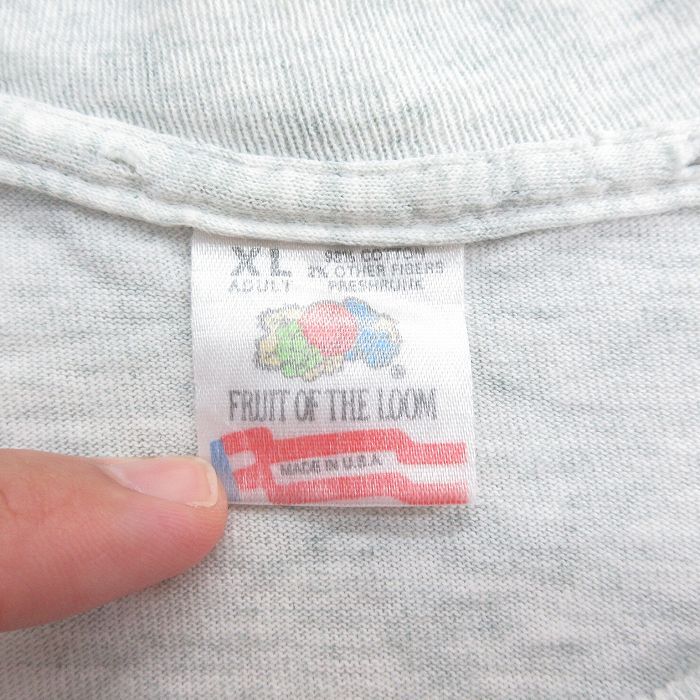 XL
ADULT
98% COTTON
2% OTHER FIBERS
PRESHRUNK
®
FRUIT OF THE LOOM
MADE IN U.S.A.